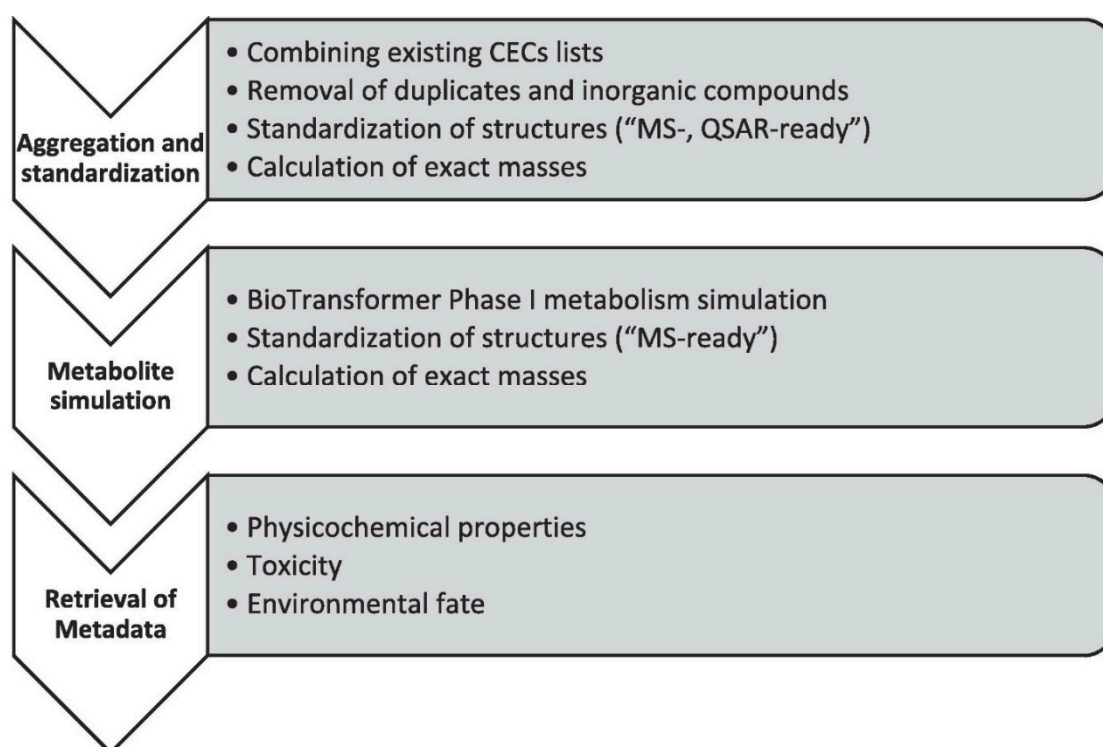 • Combining existing CECs lists
• Removal of duplicates and inorganic compounds
Aggregation and
standardization
• Standardization of structures (“MS-, QSAR-ready”)
• Calculation of exact masses
• BioTransformer Phase I metabolism simulation
• Standardization of structures (“MS-ready”)
Metabolite
simulation
• Calculation of exact masses
• Physicochemical properties
• Toxicity
Retrieval of
Metadata
• Environmental fate